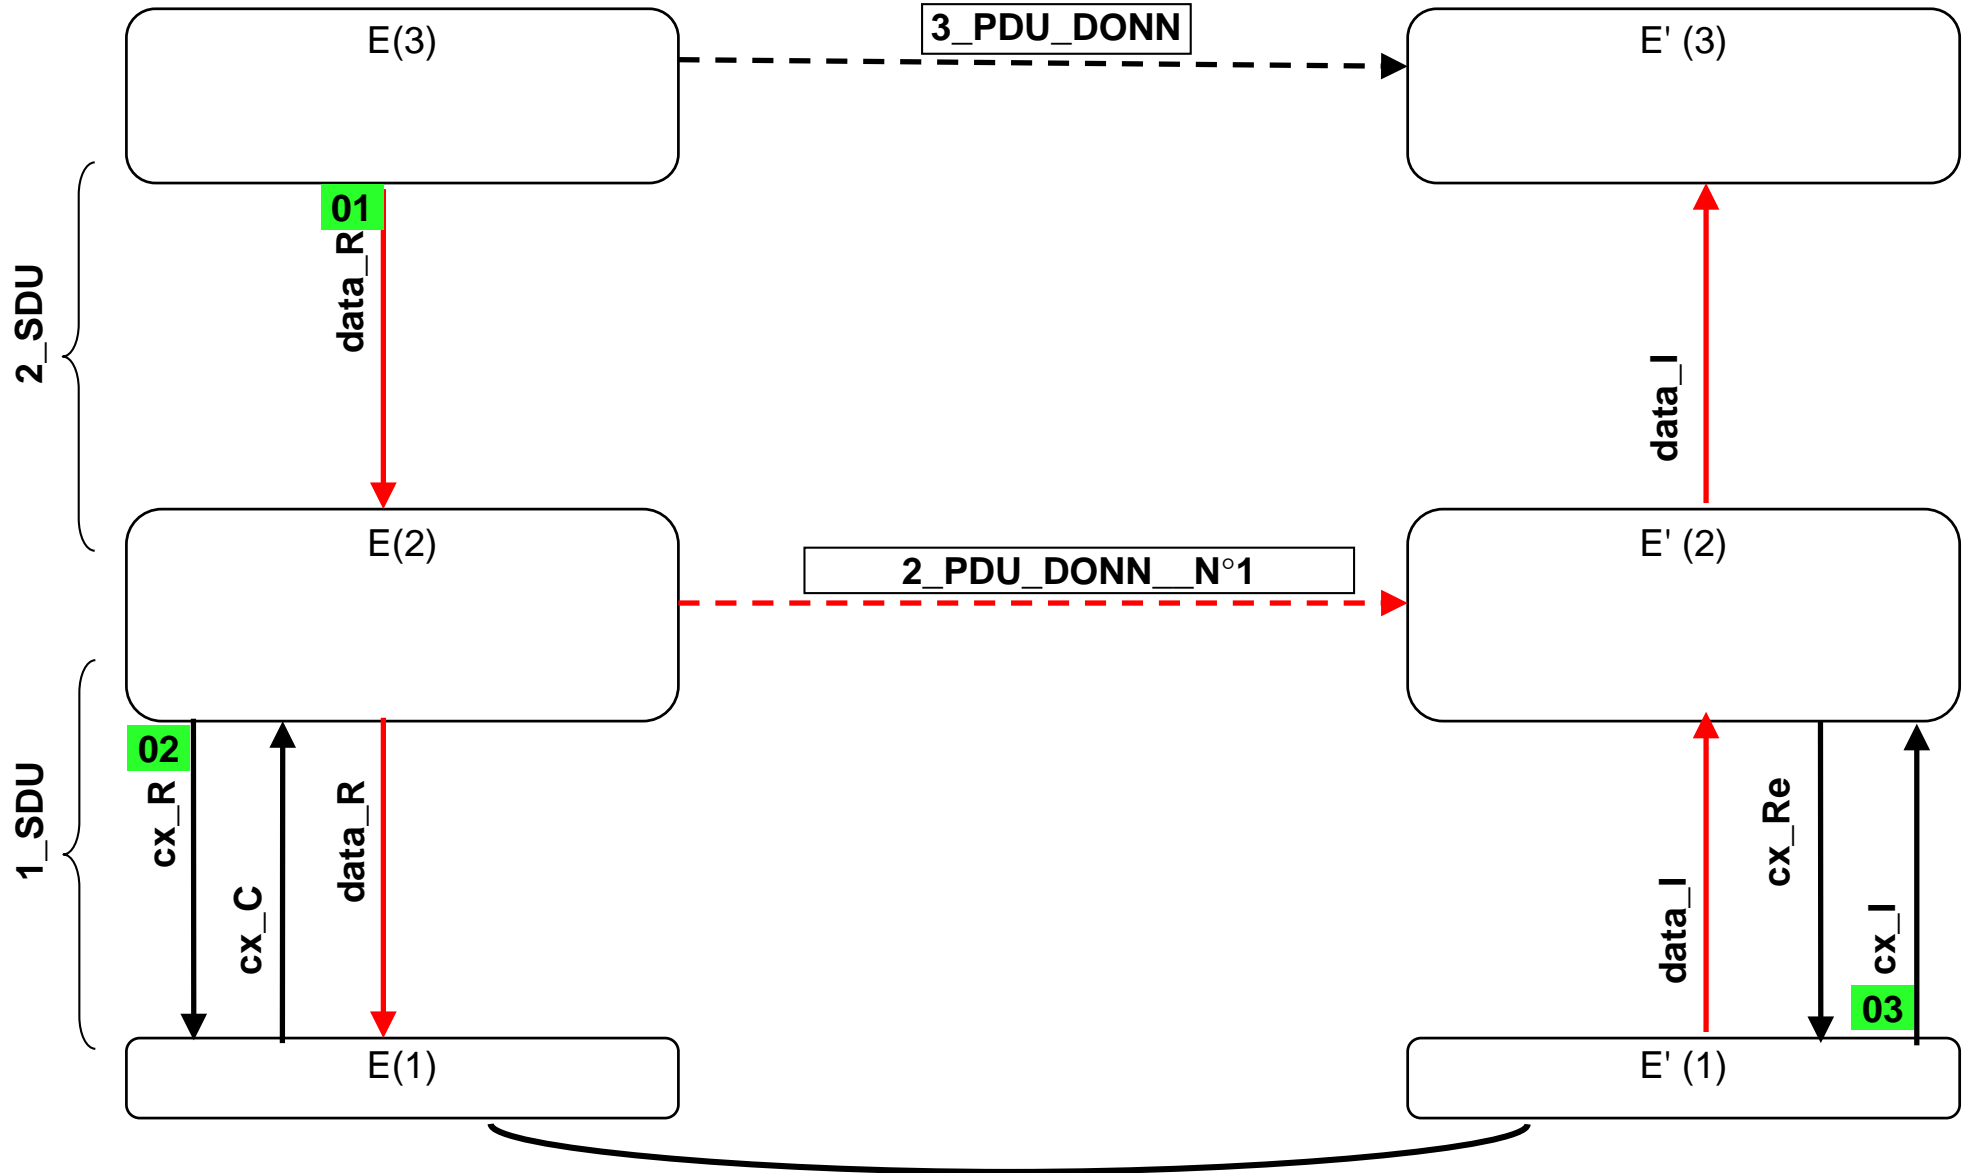 E(3)
3_PDU_DONN
E' (3)
01
data_R
2_SDU
data_I
E(2)
2_PDU_DONN__N°1
E' (2)
02
cx_R
cx_C
data_R
1_SDU
data_I
cx_Re
cx_I
03
E(1)
E' (1)